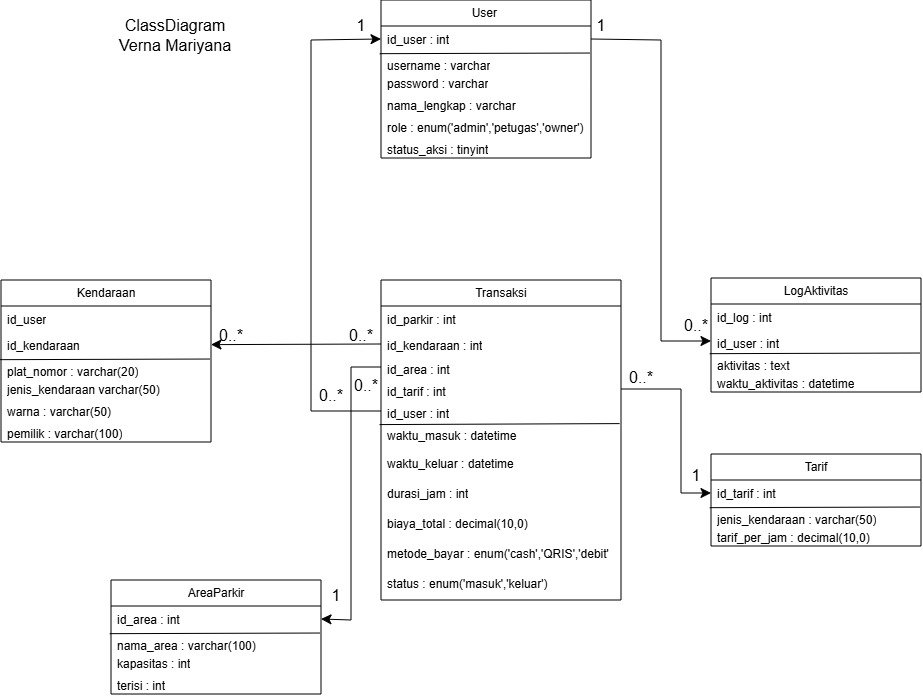 ClassDiagram
Verna Mariyana
User
id_user : int
username : varchar
password : varchar
nama_lengkap : varchar
role : enum('admin','petugas','owner')
status_aksi : tinyint
1
1
Kendaraan
id_user
id_kendaraan
plat_nomor : varchar(20)
jenis_kendaraan varchar(50)
warna : varchar(50)
pemilik : varchar(100)
0..*
0..*
0..*
0..*
Transaksi
id_parkir : int
id_kendaraan : int
id_area : int
id_tarif : int
id_user : int
waktu_masuk : datetime
waktu_keluar : datetime
durasi_jam : int
biaya_total : decimal(10,0)
metode_bayar : enum('cash','QRIS','debit'
status : enum('masuk','keluar')
0..*
0..*
LogAktivitas
id_log : int
id_user : int
aktivitas : text
waktu_aktivitas : datetime
1
Tarif
id_tarif : int
jenis_kendaraan : varchar(50)
tarif_per_jam : decimal(10,0)
AreaParkir
id_area : int
nama_area : varchar(100)
kapasitas : int
terisi : int
1